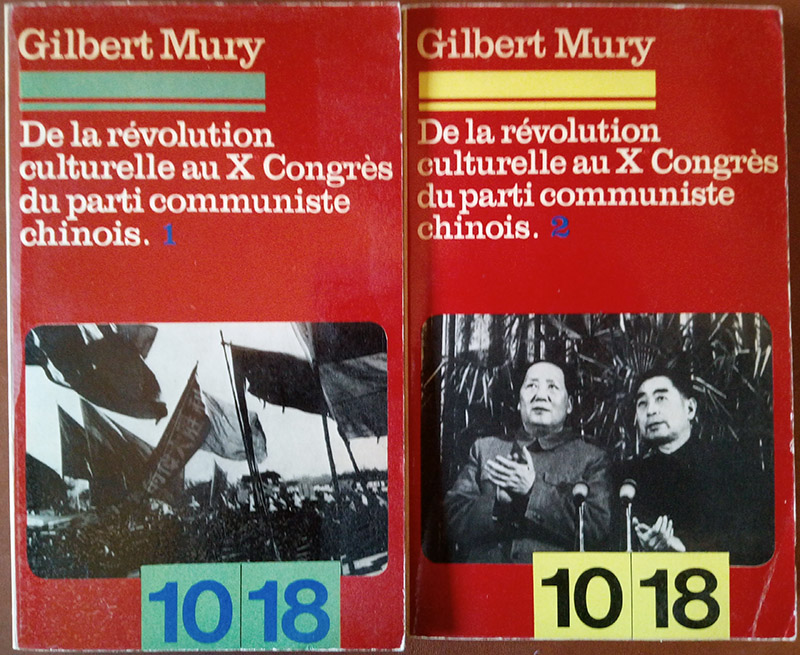 Gilbert Mury
De la révolution
culturelle au X Congrès
du parti communiste
chinois. 1
10 18
Gilbert Mury
De la révolution
culturelle au X Congrès
du parti communiste
chinois. 2
10 18